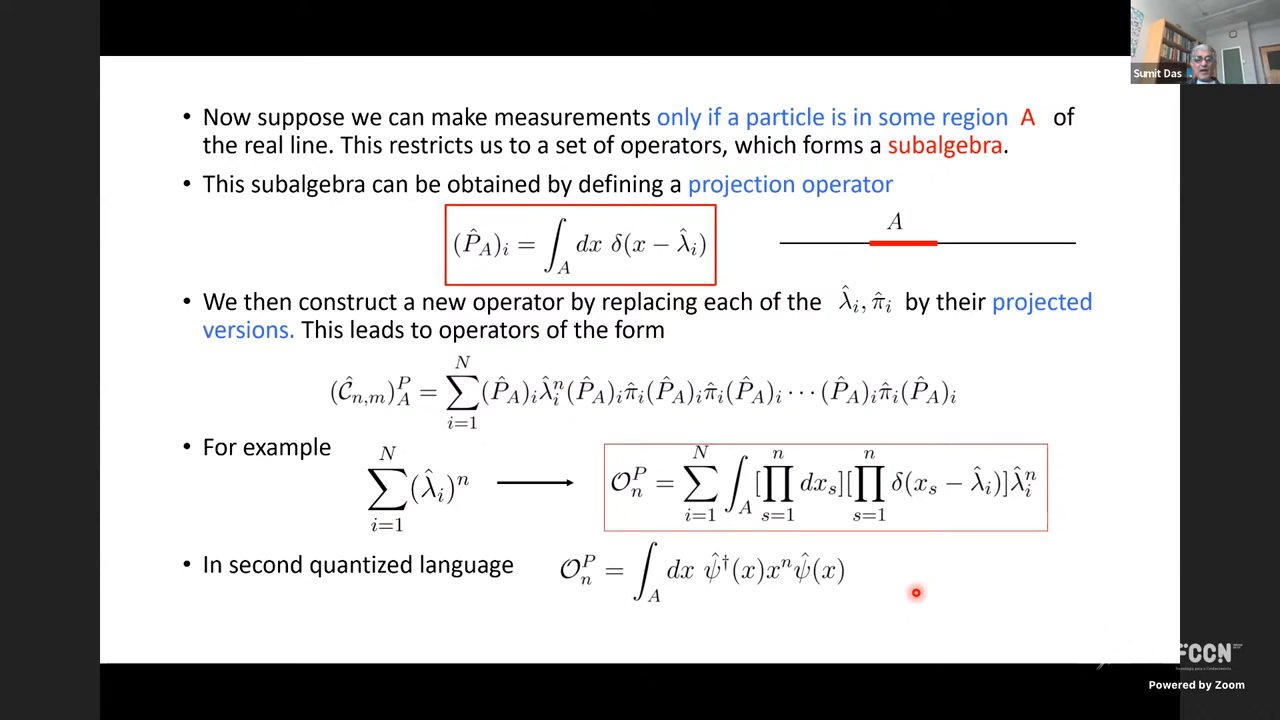 Sumit Das
• Now suppose we can make measurements only if a particle is in some region A of
the real line. This restricts us to a set of operators, which forms a subalgebra.
• This subalgebra can be obtained by defining a projection operator
(P̂_A)_i = ∫_A dx δ(x − λ̂_i)
A
• We then construct a new operator by replacing each of the λ̂_i, π̂_i by their projected
versions. This leads to operators of the form
(Ĉ_{n,m})^P_A = ∑_{i=1}^N (P̂_A)_i λ̂_i^n (P̂_A)_i π̂_i (P̂_A)_i π̂_i (P̂_A)_i ⋯ (P̂_A)_i π̂_i (P̂_A)_i
• For example
∑_{i=1}^N (λ̂_i)^n ⟶ O_n^P = ∑_{i=1}^N ∫_A [∏_{s=1}^n dx_s][∏_{s=1}^n δ(x_s − λ̂_i)] λ̂_i^n
• In second quantized language O_n^P = ∫_A dx ψ̂†(x) x^n ψ̂(x)
FCCN
Powered by Zoom